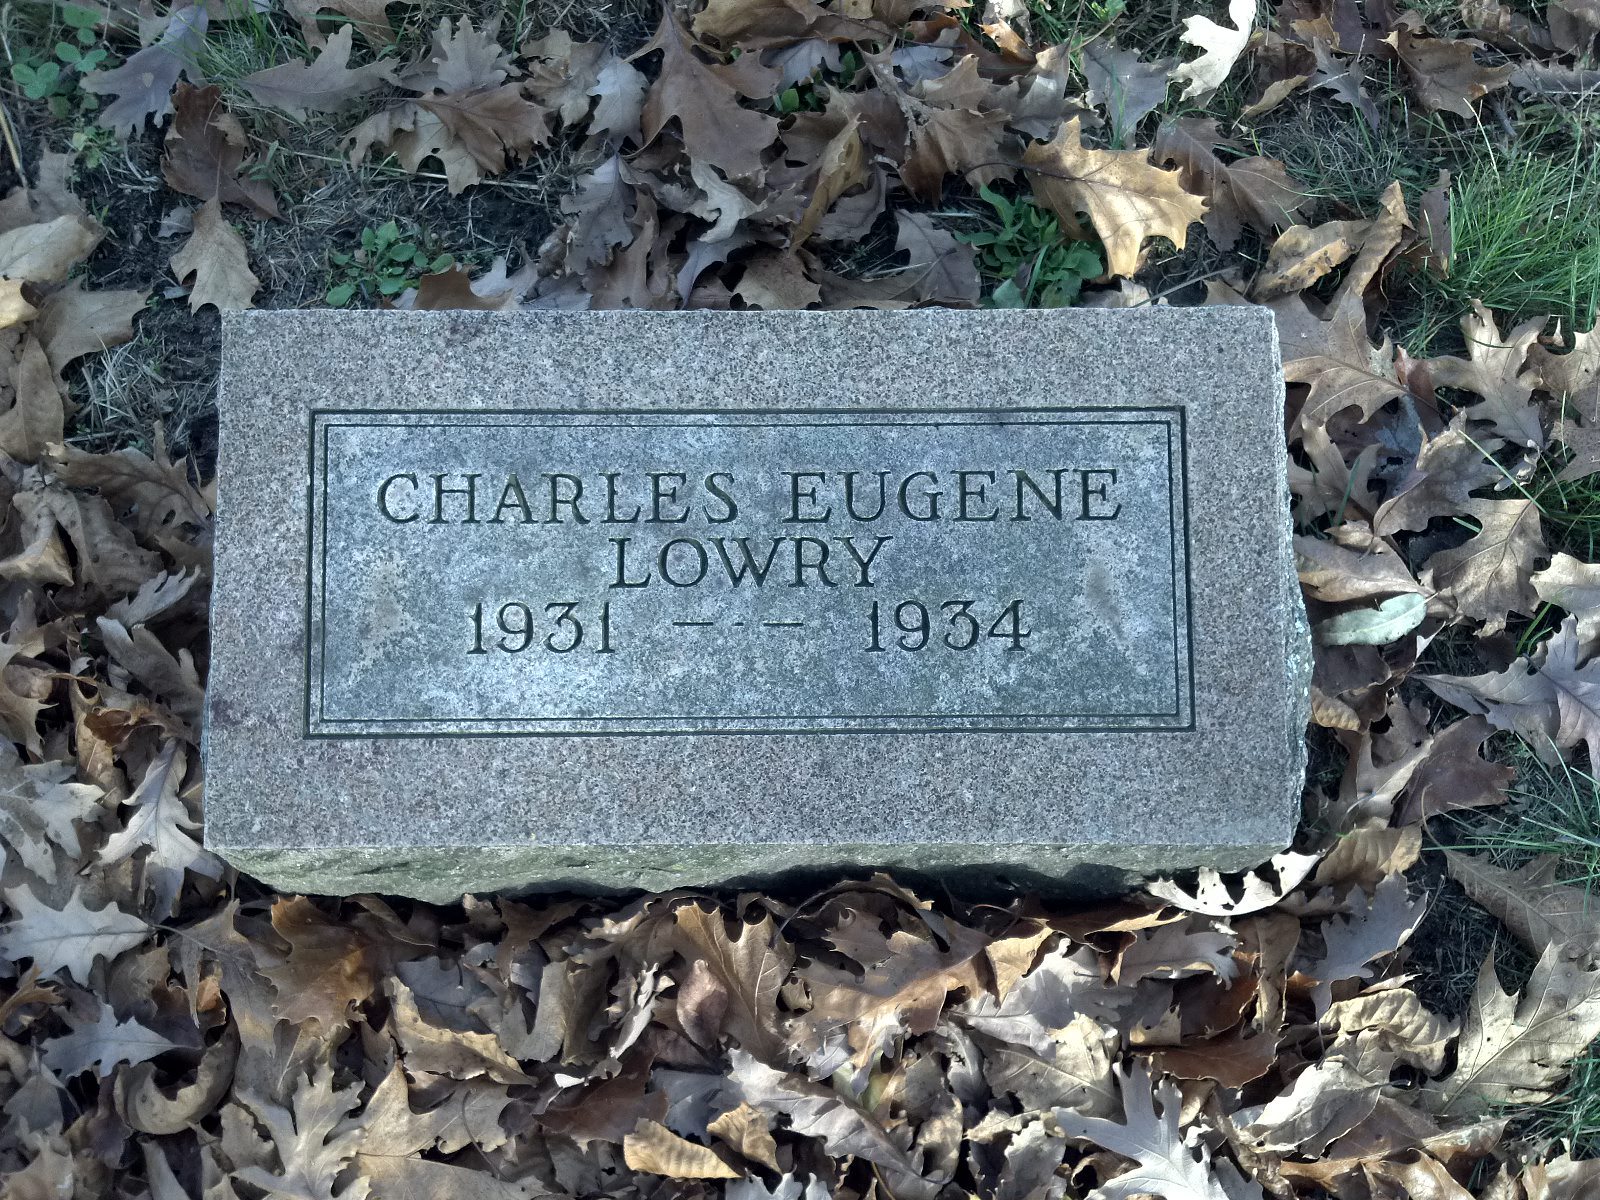 CHARLES EUGENE
LOWRY
1931 — · — 1934